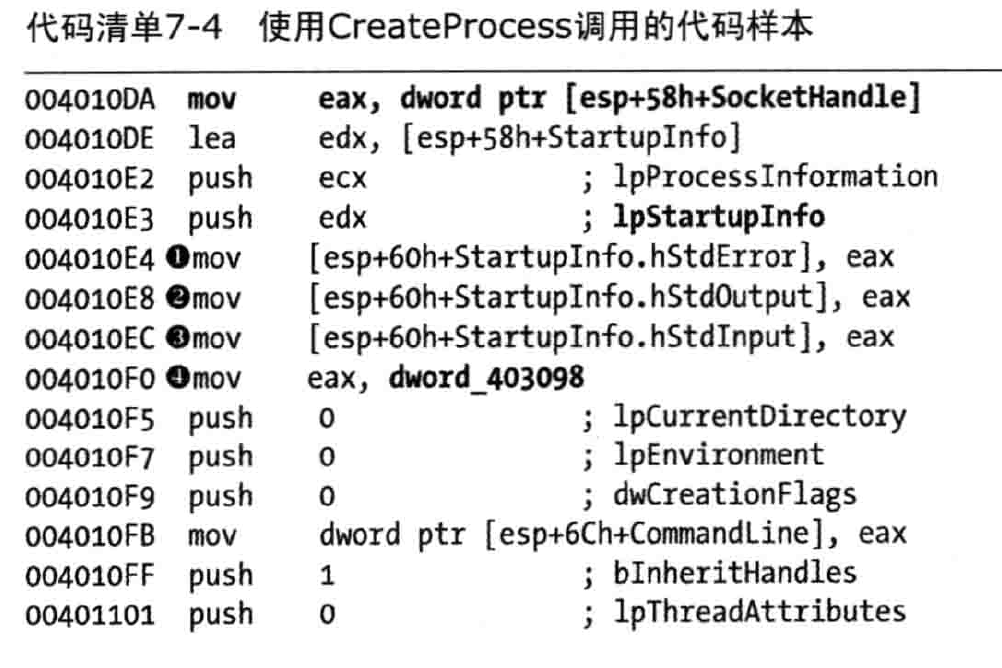 代码清单7-4 使用CreateProcess调用的代码样本
004010DA mov eax, dword ptr [esp+58h+SocketHandle]
004010DE lea edx, [esp+58h+StartupInfo]
004010E2 push ecx ; lpProcessInformation
004010E3 push edx ; lpStartupInfo
004010E4 ❶mov [esp+60h+StartupInfo.hStdError], eax
004010E8 ❷mov [esp+60h+StartupInfo.hStdOutput], eax
004010EC ❸mov [esp+60h+StartupInfo.hStdInput], eax
004010F0 ❹mov eax, dword_403098
004010F5 push 0 ; lpCurrentDirectory
004010F7 push 0 ; lpEnvironment
004010F9 push 0 ; dwCreationFlags
004010FB mov dword ptr [esp+6Ch+CommandLine], eax
004010FF push 1 ; bInheritHandles
00401101 push 0 ; lpThreadAttributes